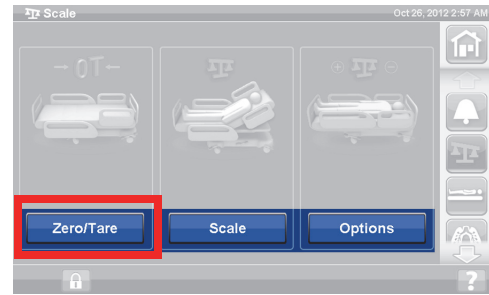 Scale Oct 26, 2012 2:57 AM
→0T←
Zero/Tare Scale Options
?